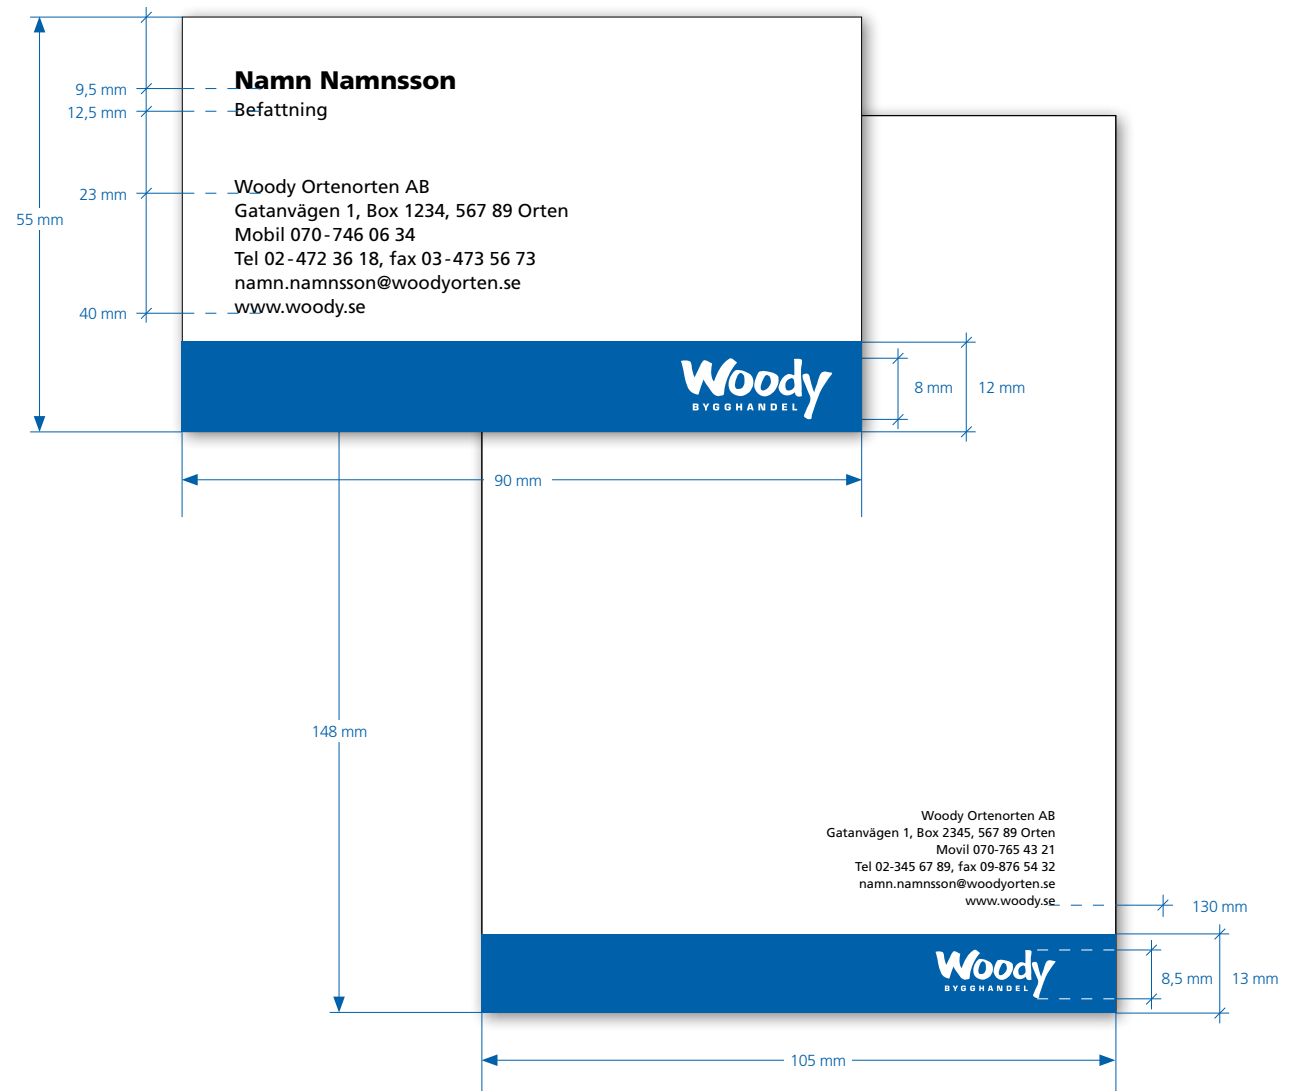 Namn Namnsson
9,5 mm
Befattning
12,5 mm
Woody Ortenorten AB
23 mm
Gatanvägen 1, Box 1234, 567 89 Orten
55 mm
Mobil 070-746 06 34
Tel 02-472 36 18, fax 03-473 56 73
namn.namnsson@woodyorten.se
www.woody.se
40 mm
Woody
BYGGHANDEL
8 mm
12 mm
90 mm
148 mm
Woody Ortenorten AB
Gatanvägen 1, Box 2345, 567 89 Orten
Movil 070-765 43 21
Tel 02-345 67 89, fax 09-876 54 32
namn.namnsson@woodyorten.se
www.woody.se
130 mm
Woody
BYGGHANDEL
8,5 mm
13 mm
105 mm